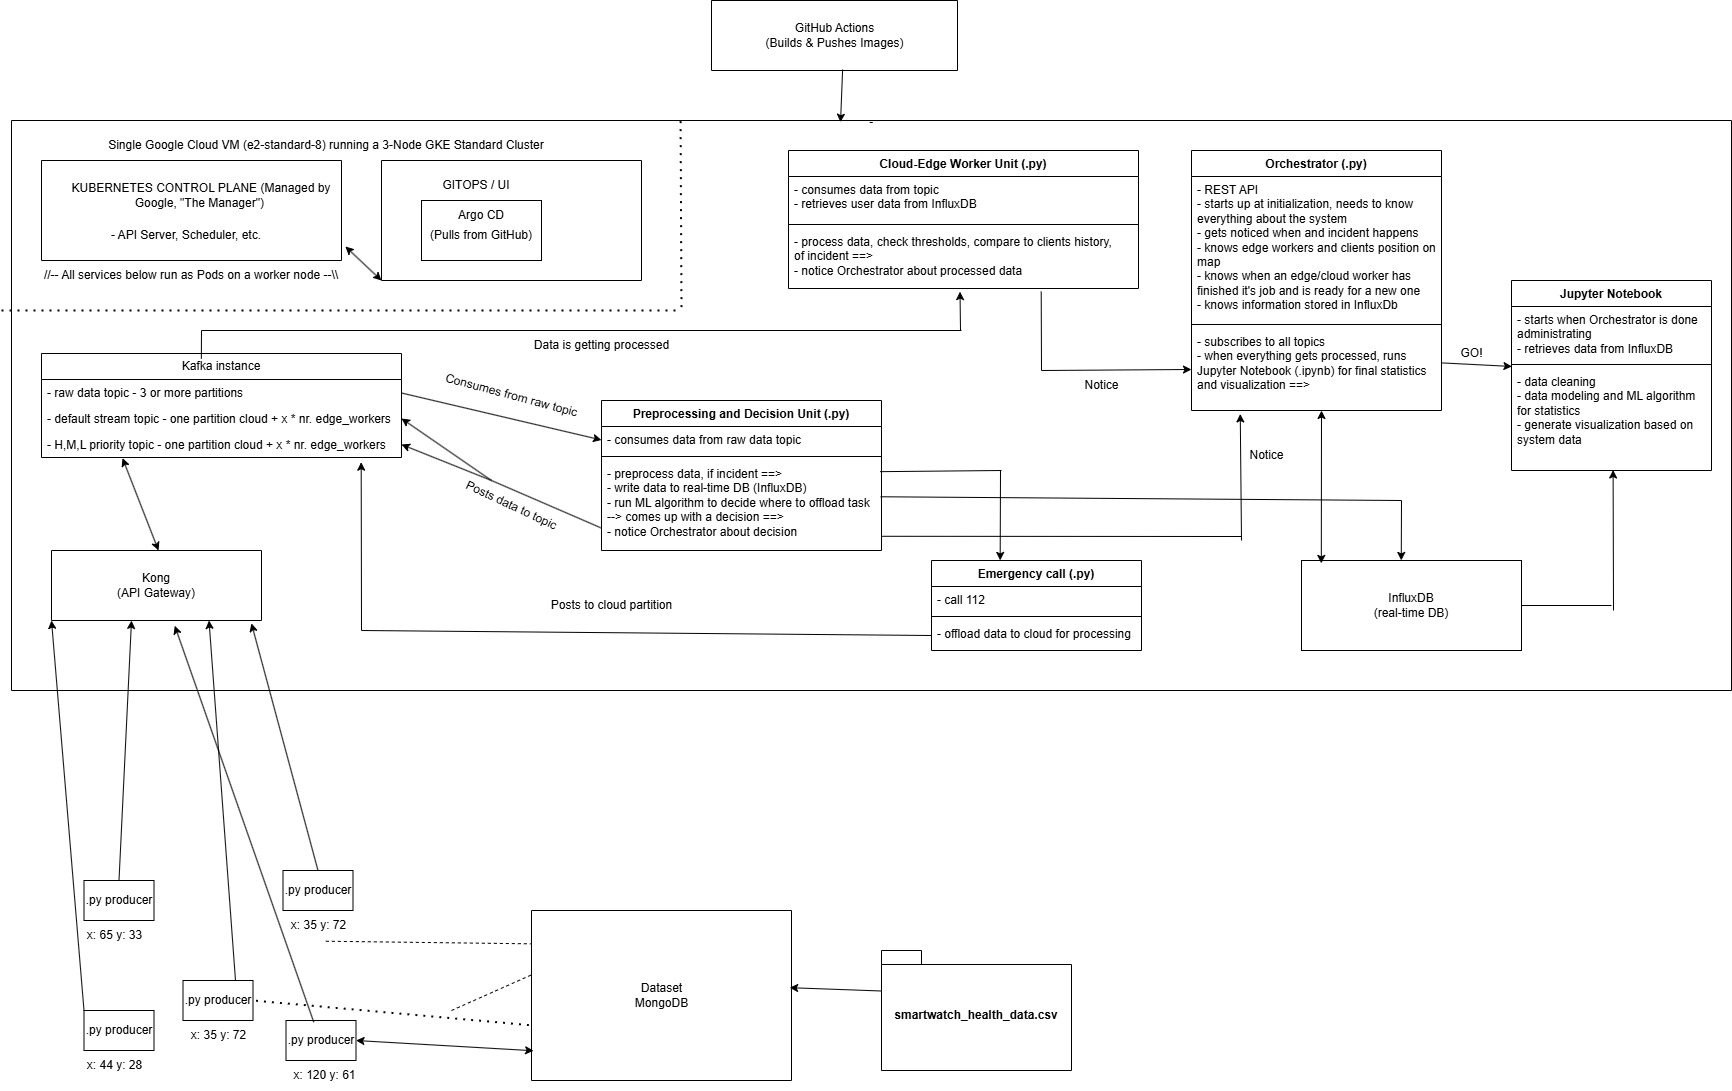 GitHub Actions
(Builds & Pushes Images)
Single Google Cloud VM (e2-standard-8) running a 3-Node GKE Standard Cluster
KUBERNETES CONTROL PLANE (Managed by
Google, "The Manager")
- API Server, Scheduler, etc.
GITOPS / UI
Argo CD
(Pulls from GitHub)
//-- All services below run as Pods on a worker node --\\
Cloud-Edge Worker Unit (.py)
- consumes data from topic
- retrieves user data from InfluxDB
- process data, check thresholds, compare to clients history,
of incident ==>
- notice Orchestrator about processed data
Orchestrator (.py)
- REST API
- starts up at initialization, needs to know
everything about the system
- gets noticed when and incident happens
- knows edge workers and clients position on
map
- knows when an edge/cloud worker has
finished it's job and is ready for a new one
- knows information stored in InfluxDb
- subscribes to all topics
- when everything gets processed, runs
Jupyter Notebook (.ipynb) for final statistics
and visualization ==>
GO!
Jupyter Notebook
- starts when Orchestrator is done
administrating
- retrieves data from InfluxDB
- data cleaning
- data modeling and ML algorithm
for statistics
- generate visualization based on
system data
Data is getting processed
Notice
Kafka instance
- raw data topic - 3 or more partitions
- default stream topic - one partition cloud + x * nr. edge_workers
- H,M,L priority topic - one partition cloud + x * nr. edge_workers
Consumes from raw topic
Posts data to topic
Preprocessing and Decision Unit (.py)
- consumes data from raw data topic
- preprocess data, if incident ==>
- write data to real-time DB (InfluxDB)
- run ML algorithm to decide where to offload task
--> comes up with a decision ==>
- notice Orchestrator about decision
Notice
Kong
(API Gateway)
Posts to cloud partition
Emergency call (.py)
- call 112
- offload data to cloud for processing
InfluxDB
(real-time DB)
.py producer
x: 65 y: 33
.py producer
x: 35 y: 72
.py producer
x: 35 y: 72
.py producer
x: 44 y: 28
.py producer
x: 120 y: 61
Dataset
MongoDB
smartwatch_health_data.csv